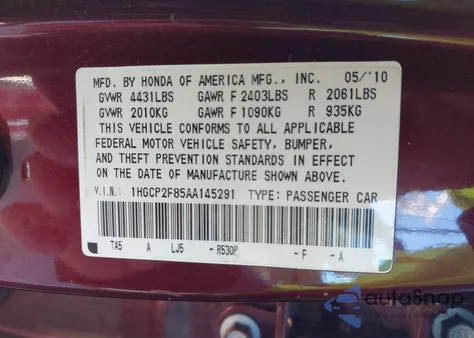 MFD. BY HONDA OF AMERICA MFG., INC. 05/'10
GVWR 4431LBS GAWR F 2403LBS R 2061LBS
GVWR 2010KG GAWR F 1090KG R 935KG
THIS VEHICLE CONFORMS TO ALL APPLICABLE
FEDERAL MOTOR VEHICLE SAFETY, BUMPER,
AND THEFT PREVENTION STANDARDS IN EFFECT
ON THE DATE OF MANUFACTURE SHOWN ABOVE.
V.I.N.: 1HGCP2F85AA145291 TYPE: PASSENGER CAR
TA5 A LJ5 - R530P - F - A
autoSnap